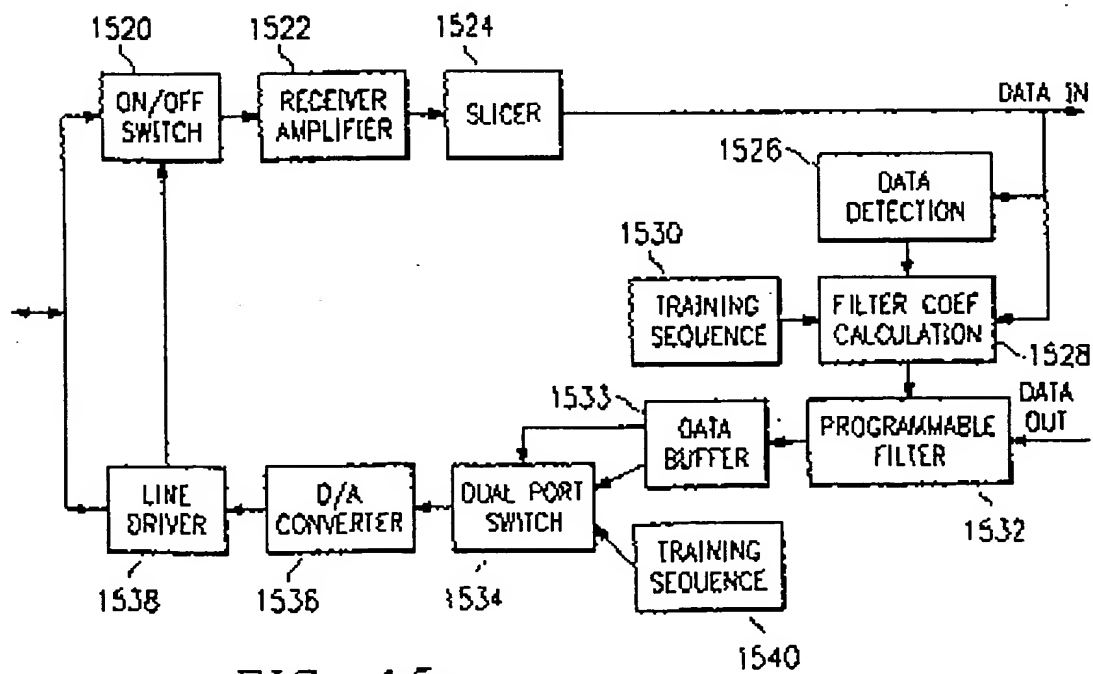 1520
1522
1524
ON/OFF
SWITCH
RECEIVER
AMPLIFIER
SLICER
DATA IN
1526
DATA
DETECTION
1530
TRAINING
SEQUENCE
FILTER COEF
CALCULATION
1528
1533
DATA
OUT
DATA
BUFFER
PROGRAMMABLE
FILTER
LINE
DRIVER
D/A
CONVERTER
DUAL PORT
SWITCH
1532
TRAINING
SEQUENCE
1538
1536
1534
1540